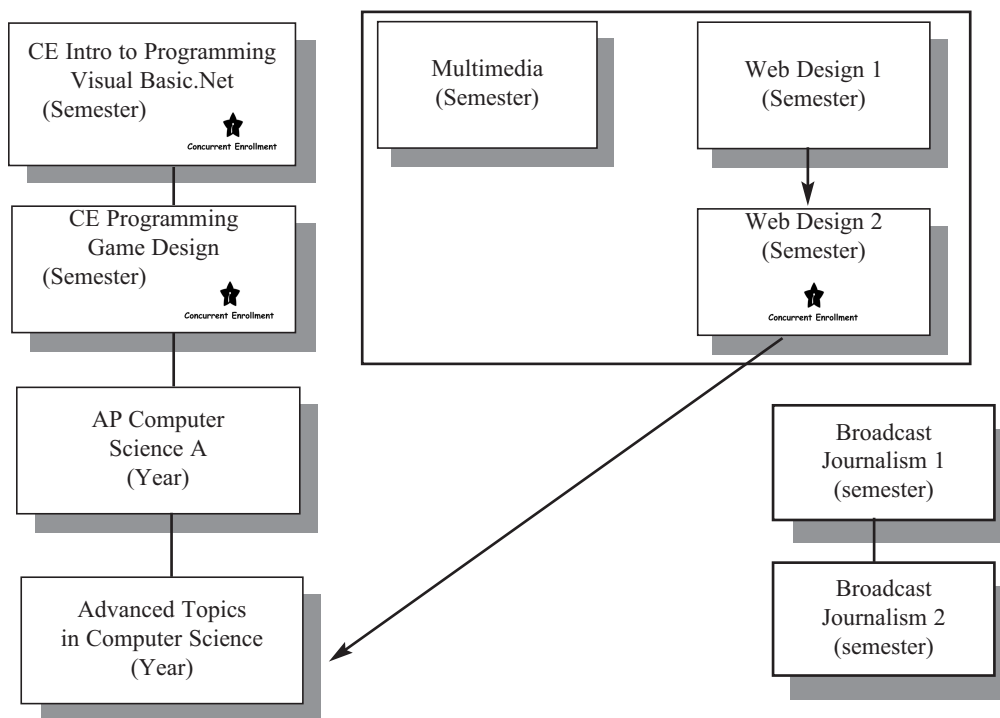 CE Intro to Programming
Visual Basic.Net
(Semester)
Concurrent Enrollment
CE Programming
Game Design
(Semester)
Concurrent Enrollment
AP Computer
Science A
(Year)
Advanced Topics
in Computer Science
(Year)
Multimedia
(Semester)
Web Design 1
(Semester)
Web Design 2
(Semester)
Concurrent Enrollment
Broadcast
Journalism 1
(semester)
Broadcast
Journalism 2
(semester)